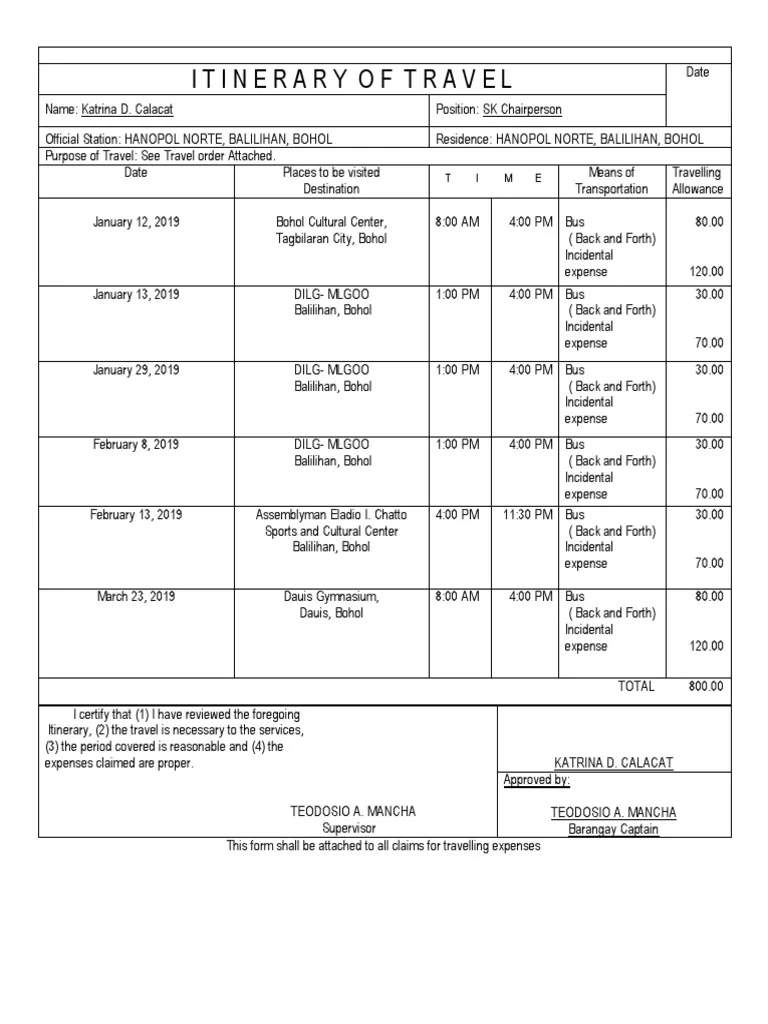 ITINERARY OF TRAVEL
Date
Name: Katrina D. Calacat
Position: SK Chairperson
Official Station: HANOPOL NORTE, BALILIHAN, BOHOL
Residence: HANOPOL NORTE, BALILIHAN, BOHOL
Purpose of Travel: See Travel order Attached.
Date
Places to be visited
Destination
T I M E
Means of
Transportation
Travelling
Allowance
January 12, 2019
Bohol Cultural Center,
Tagbilaran City, Bohol
8:00 AM
4:00 PM
Bus
( Back and Forth)
Incidental
expense
80.00
120.00
January 13, 2019
DILG- MLGOO
Balilihan, Bohol
1:00 PM
4:00 PM
Bus
( Back and Forth)
Incidental
expense
30.00
70.00
January 29, 2019
DILG- MLGOO
Balilihan, Bohol
1:00 PM
4:00 PM
Bus
( Back and Forth)
Incidental
expense
30.00
70.00
February 8, 2019
DILG- MLGOO
Balilihan, Bohol
1:00 PM
4:00 PM
Bus
( Back and Forth)
Incidental
expense
30.00
70.00
February 13, 2019
Assemblyman Eladio I. Chatto
Sports and Cultural Center
Balilihan, Bohol
4:00 PM
11:30 PM
Bus
( Back and Forth)
Incidental
expense
30.00
70.00
March 23, 2019
Dauis Gymnasium,
Dauis, Bohol
8:00 AM
4:00 PM
Bus
( Back and Forth)
Incidental
expense
80.00
120.00
TOTAL
800.00
I certify that (1) I have reviewed the foregoing
Itinerary, (2) the travel is necessary to the services,
(3) the period covered is reasonable and (4) the
expenses claimed are proper.
TEODOSIO A. MANCHA
Supervisor
KATRINA D. CALACAT
Approved by:
TEODOSIO A. MANCHA
Barangay Captain
This form shall be attached to all claims for travelling expenses